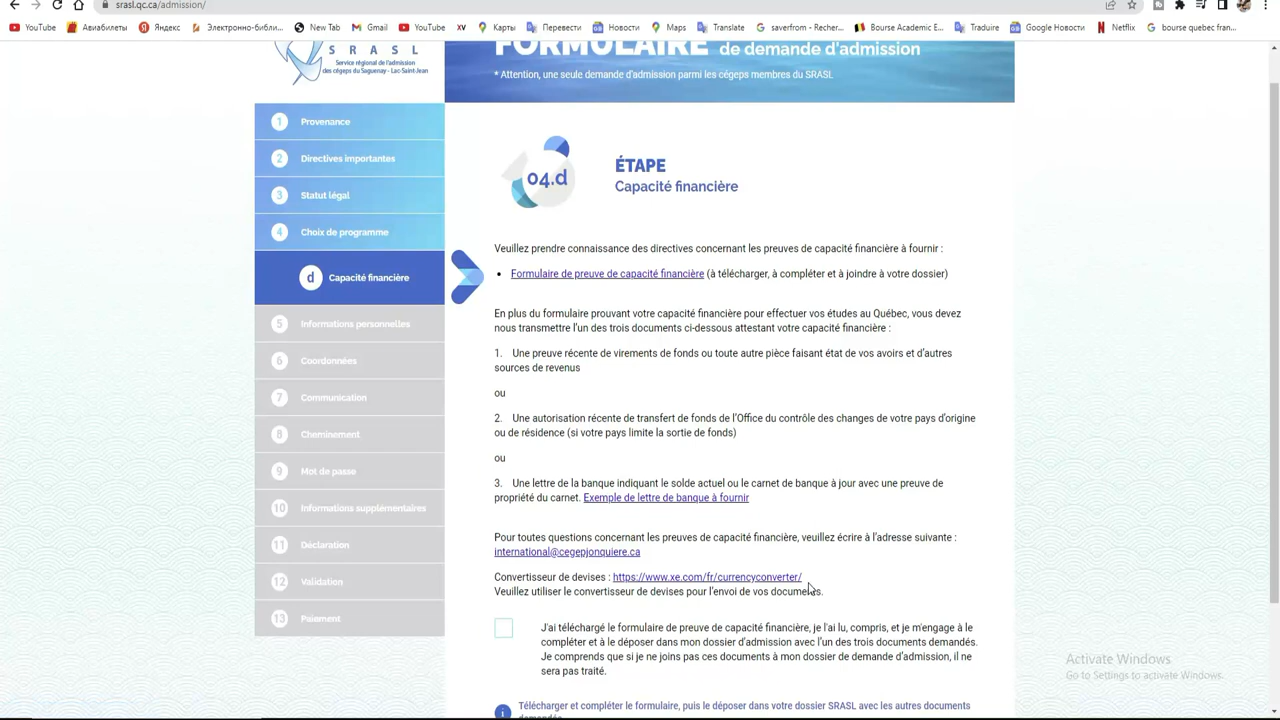 srasl.qc.ca/admission/
YouTube
Авиабилеты
Яндекс
Электронно-библи...
New Tab
Gmail
YouTube
Карты
Перевести
Новости
Maps
Translate
saverfrom - Recher...
Bourse Academic E...
Traduire
Google Новости
Netflix
bourse quebec fran...
SRASL
Service régional de l'admission
des cégeps du Saguenay - Lac-Saint-Jean
FORMULAIRE de demande d'admission
* Attention, une seule demande d'admission parmi les cégeps membres du SRASL
1 Provenance
2 Directives importantes
3 Statut légal
4 Choix de programme
d Capacité financière
5 Informations personnelles
6 Coordonnées
7 Communication
8 Cheminement
9 Mot de passe
10 Informations supplémentaires
11 Déclaration
12 Validation
13 Paiement
04.d
ÉTAPE
Capacité financière
Veuillez prendre connaissance des directives concernant les preuves de capacité financière à fournir :
• Formulaire de preuve de capacité financière (à télécharger, à compléter et à joindre à votre dossier)
En plus du formulaire prouvant votre capacité financière pour effectuer vos études au Québec, vous devez
nous transmettre l'un des trois documents ci-dessous attestant votre capacité financière :
1. Une preuve récente de virements de fonds ou toute autre pièce faisant état de vos avoirs et d'autres
sources de revenus
ou
2. Une autorisation récente de transfert de fonds de l'Office du contrôle des changes de votre pays d'origine
ou de résidence (si votre pays limite la sortie de fonds)
ou
3. Une lettre de la banque indiquant le solde actuel ou le carnet de banque à jour avec une preuve de
propriété du carnet. Exemple de lettre de banque à fournir
Pour toutes questions concernant les preuves de capacité financière, veuillez écrire à l'adresse suivante :
international@cegepjonquiere.ca
Convertisseur de devises : https://www.xe.com/fr/currencyconverter/
Veuillez utiliser le convertisseur de devises pour l'envoi de vos documents.
J'ai téléchargé le formulaire de preuve de capacité financière, je l'ai lu, compris, et je m'engage à le
compléter et à le déposer dans mon dossier d'admission avec l'un des trois documents demandés.
Je comprends que si je ne joins pas ces documents à mon dossier de demande d'admission, il ne
sera pas traité.
Télécharger et compléter le formulaire, puis le déposer dans votre dossier SRASL avec les autres documents
demandés
Activate Windows
Go to Settings to activate Windows.